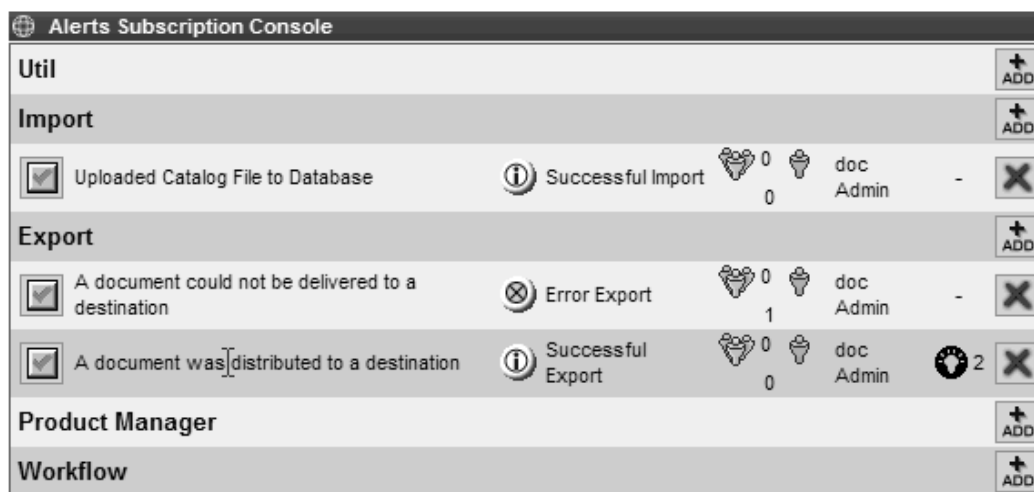 Alerts Subscription Console
Util
+ ADD
Import
+ ADD
Uploaded Catalog File to Database Successful Import 0 0 doc Admin -
Export
+ ADD
A document could not be delivered to a
destination
Error Export
0
1
doc
Admin
-
A document was distributed to a destination
Successful
Export
0
0
doc
Admin
2
Product Manager
+ ADD
Workflow
+ ADD